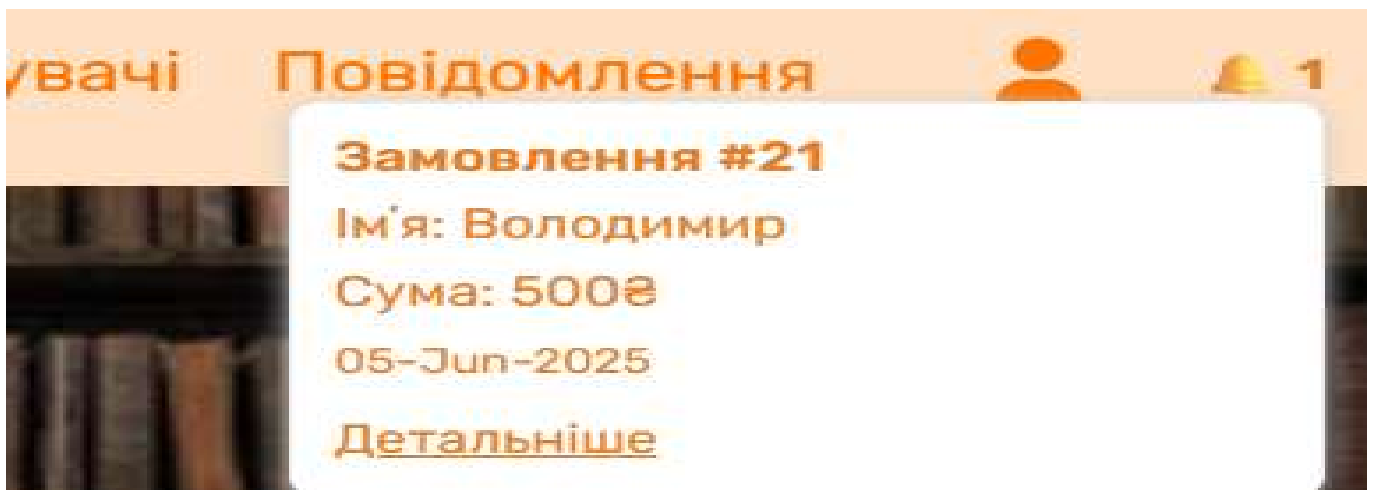 увачі Повідомлення 1
Замовлення #21
Ім'я: Володимир
Сума: 500₴
05-Jun-2025
Детальніше